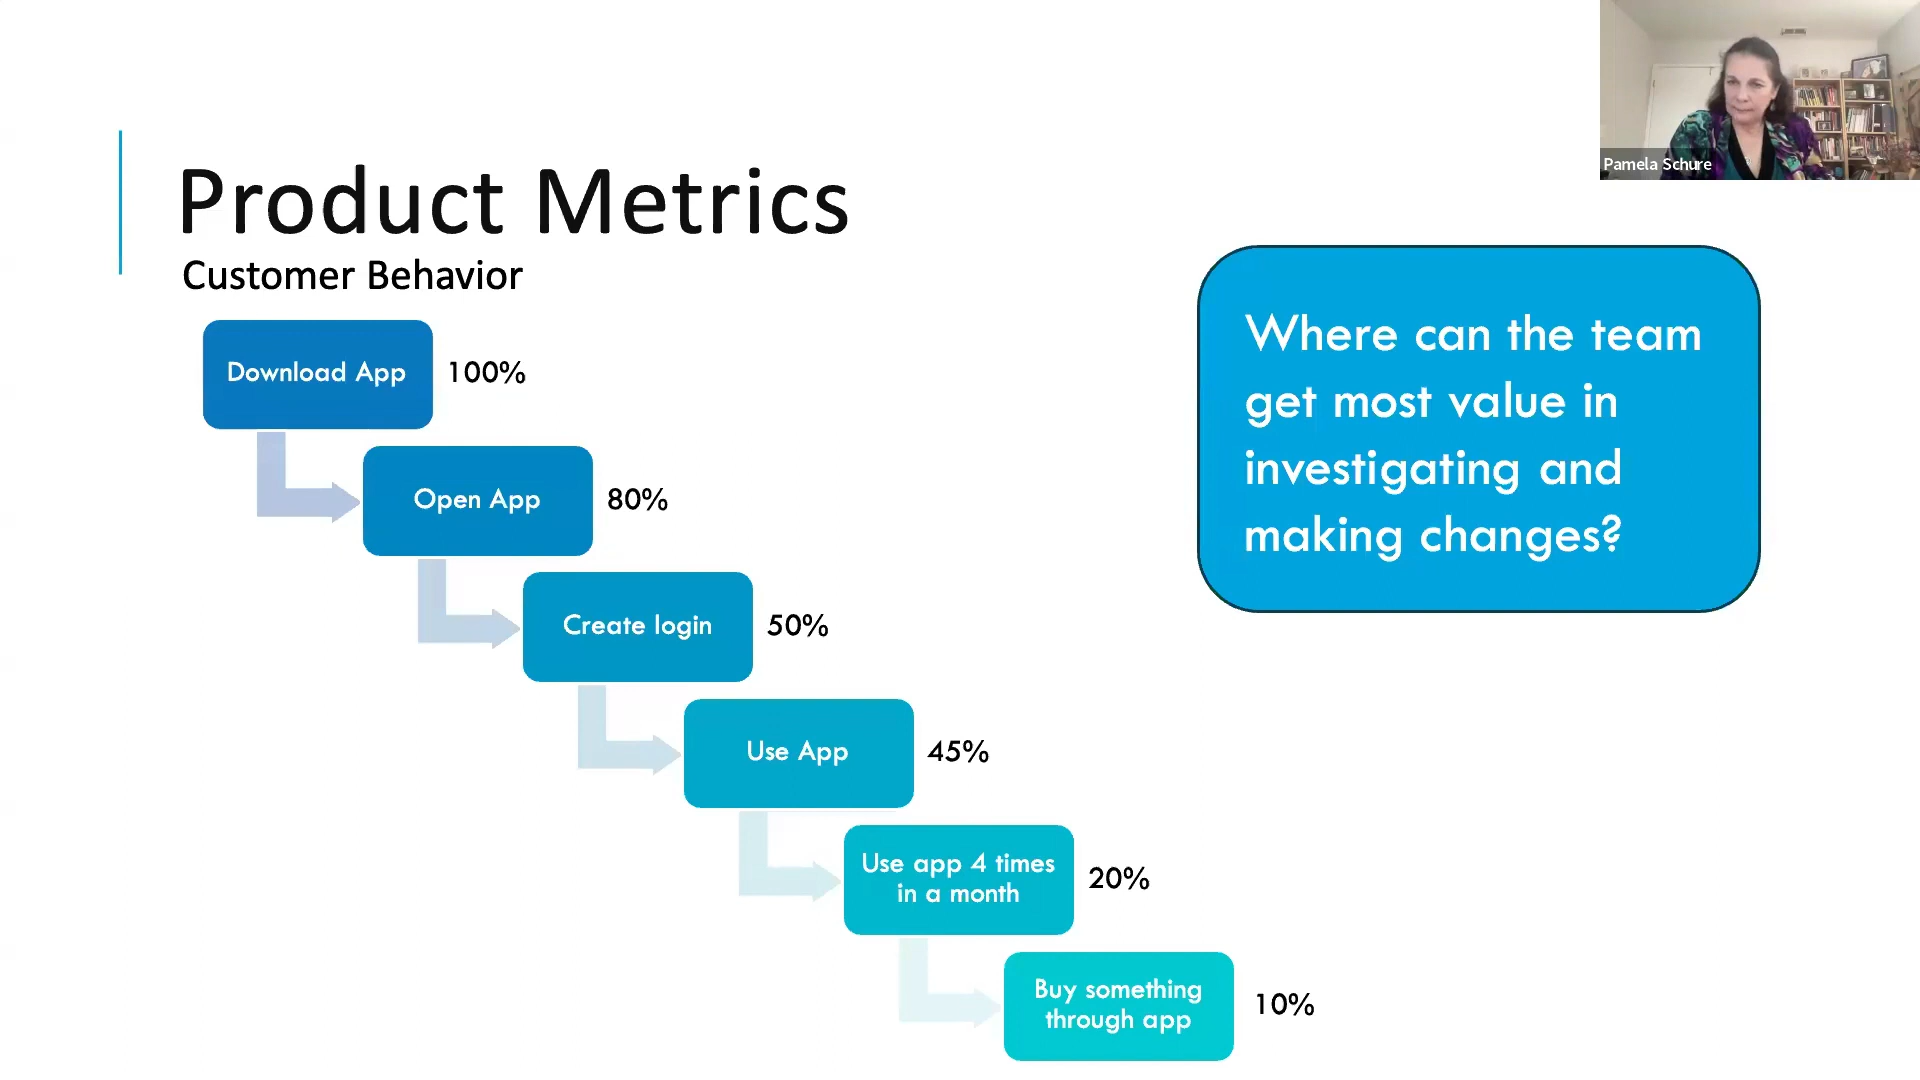 Pamela Schure
Product Metrics
Customer Behavior
Download App
100%
Open App
80%
Create login
50%
Use App
45%
Use app 4 times
in a month
20%
Buy something
through app
10%
Where can the team
get most value in
investigating and
making changes?